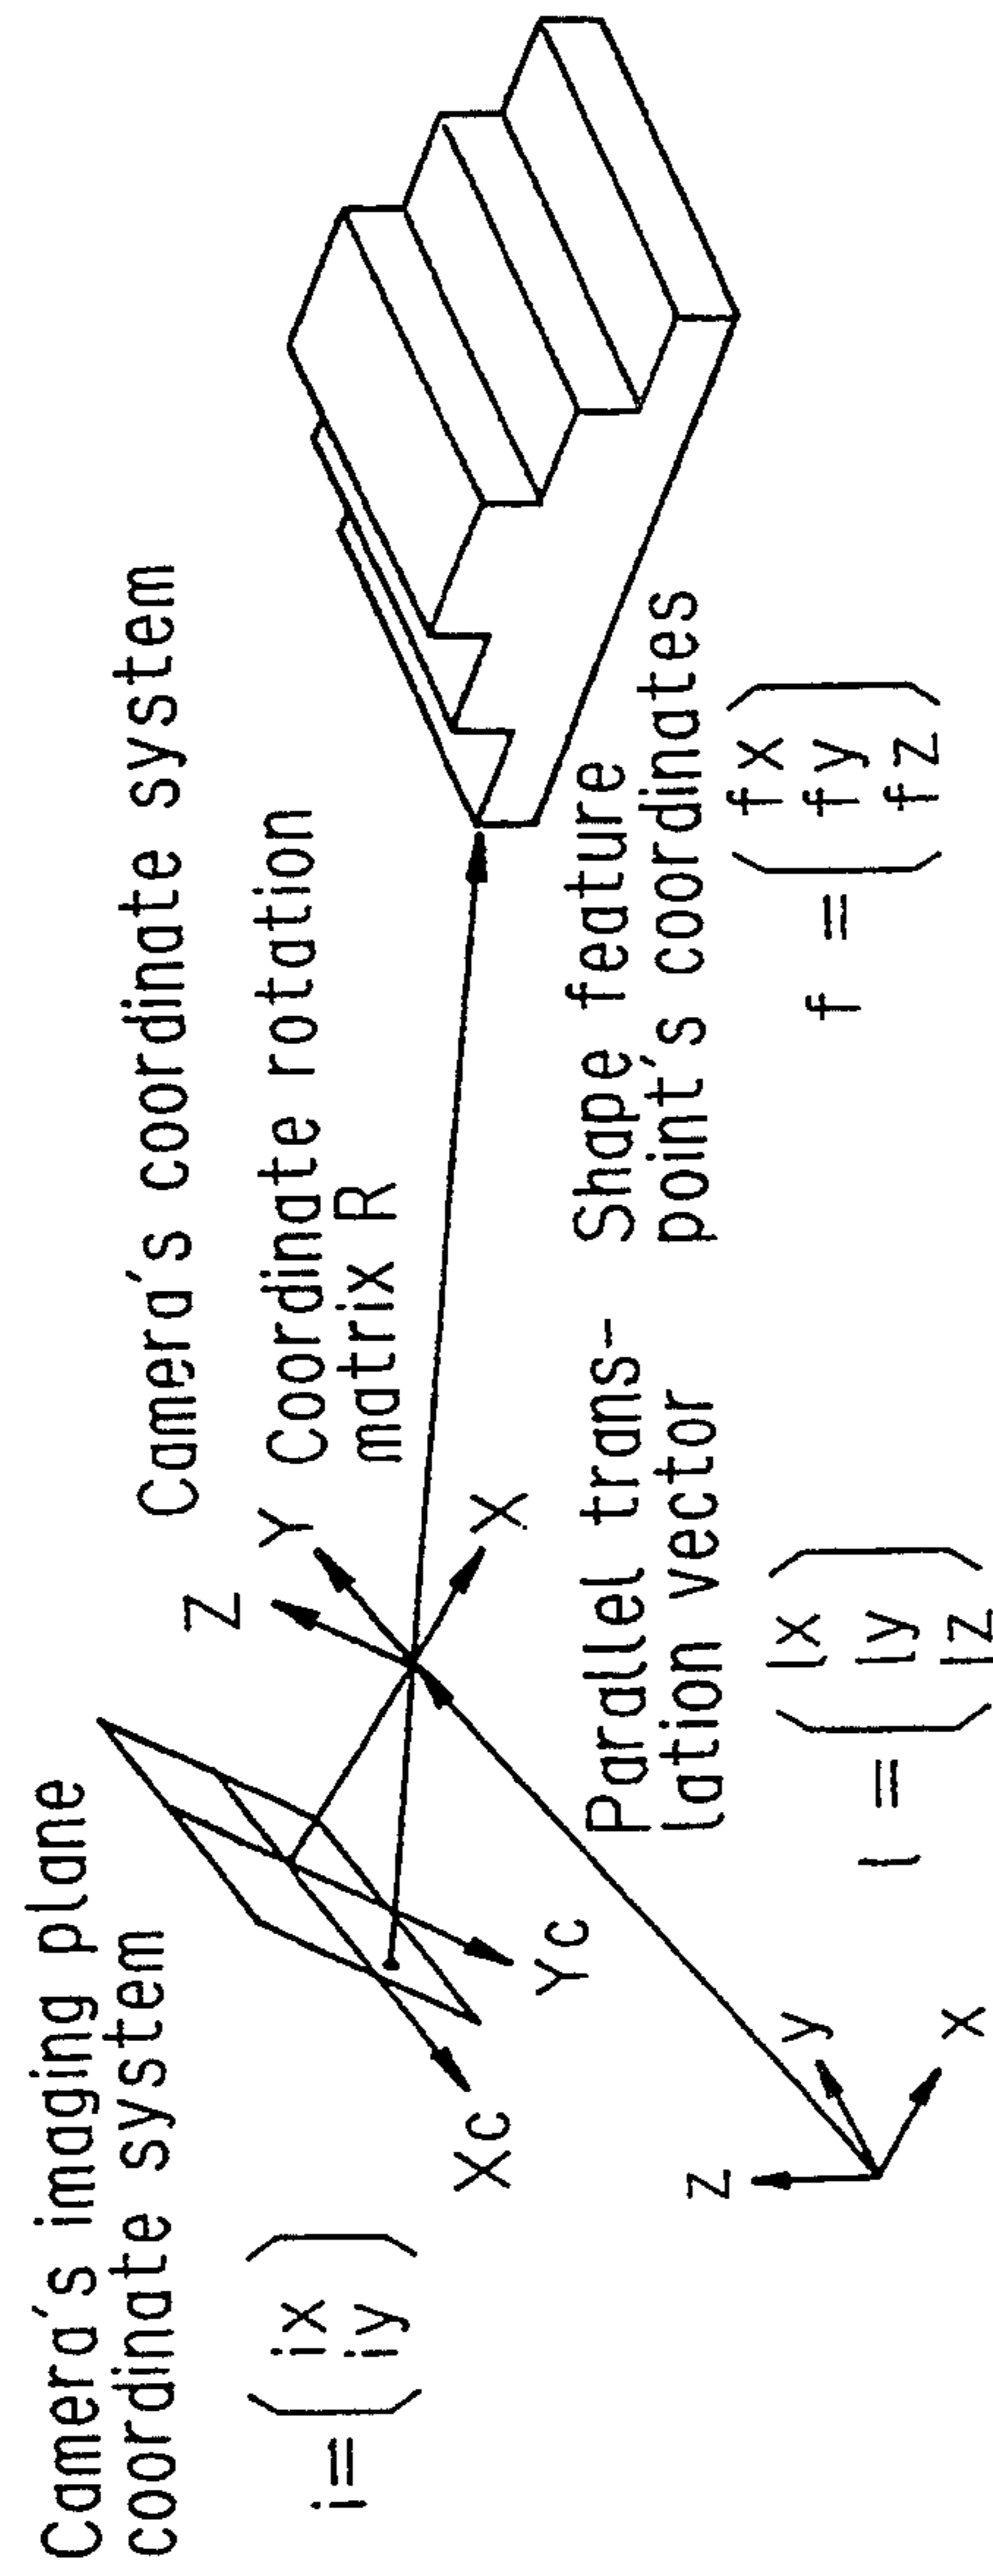 Camera's imaging plane
coordinate system
i = ( ix
iy )
Xc
Yc
Camera's coordinate system
Z
Y
X
Coordinate rotation
matrix R
z
y
x
Parallel trans-
lation vector
l = ( lx
ly
lz )
Shape feature
point's coordinates
f = ( fx
fy
fz )